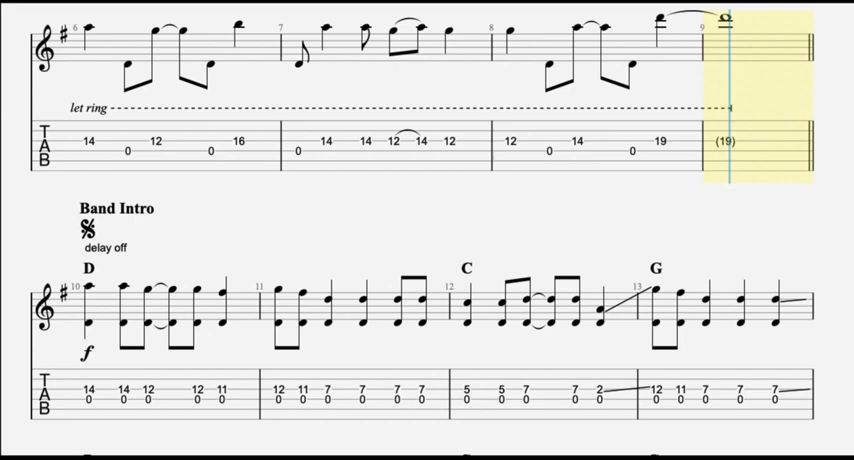 6 7 8 9
let ring
T 14 12 16 14 14 12 14 12 12 14 19 (19)
A 0 0 0 0 0
B
Band Intro
delay off
D C G
10 11 12 13
f
T
A 14 14 12 12 11 12 11 7 7 7 7 5 5 7 7 2 12 11 7 7 7
B 0 0 0 0 0 0 0 0 0 0 0 0 0 0 0 0 0 0 0 0 0